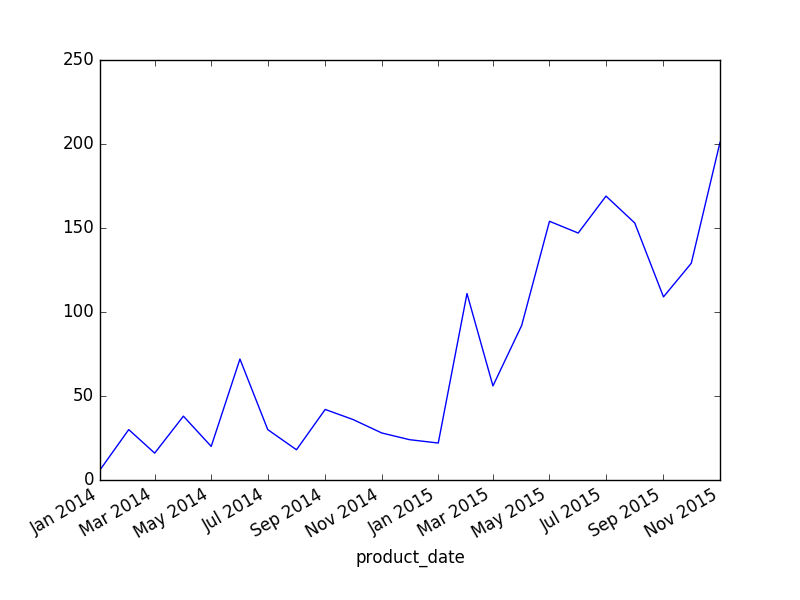 250
200
150
100
50
0
Jan 2014
Mar 2014
May 2014
Jul 2014
Sep 2014
Nov 2014
Jan 2015
Mar 2015
May 2015
Jul 2015
Sep 2015
Nov 2015
product_date